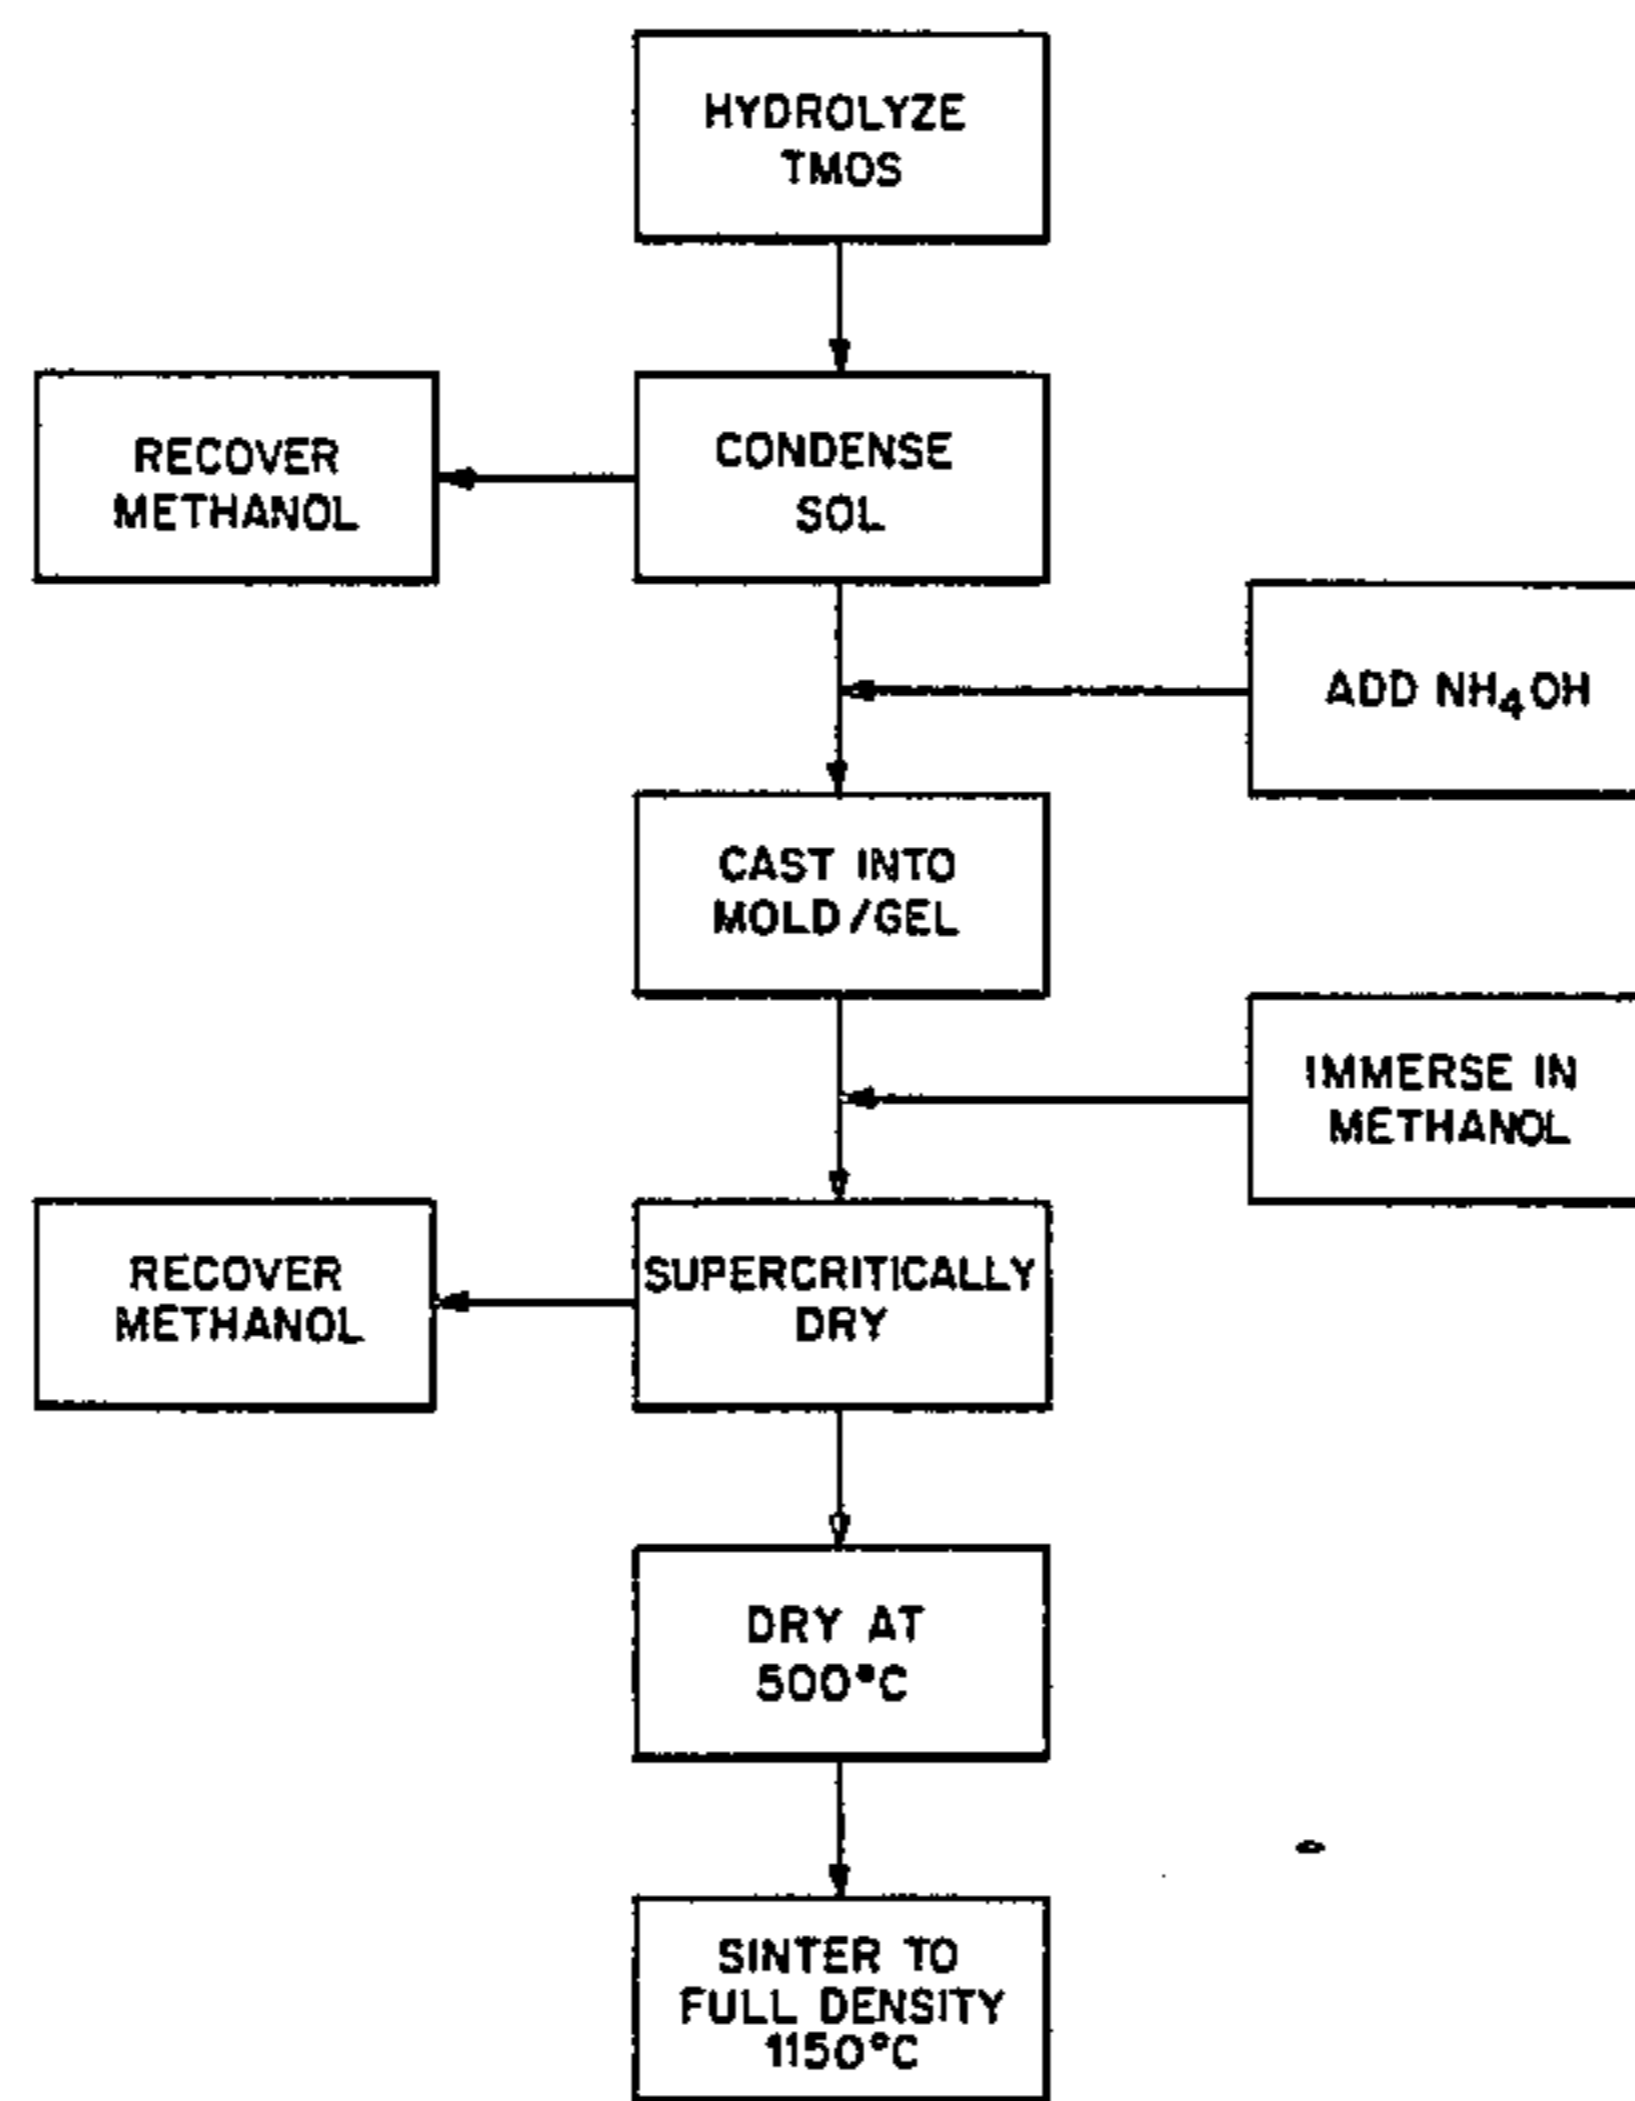 HYDROLYZE
TMOS
RECOVER
METHANOL
CONDENSE
SOL
ADD NH₄OH
CAST INTO
MOLD/GEL
IMMERSE IN
METHANOL
RECOVER
METHANOL
SUPERCRITICALLY
DRY
DRY AT
500°C
SINTER TO
FULL DENSITY
1150°C